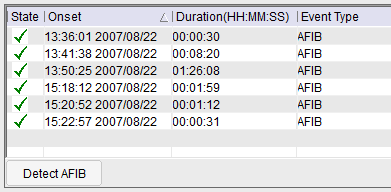 State Onset Duration(HH:MM:SS) Event Type
13:36:01 2007/08/22 00:00:30 AFIB
13:41:38 2007/08/22 00:08:20 AFIB
13:50:25 2007/08/22 01:26:08 AFIB
15:18:12 2007/08/22 00:01:59 AFIB
15:20:52 2007/08/22 00:01:12 AFIB
15:22:57 2007/08/22 00:00:31 AFIB
Detect AFIB